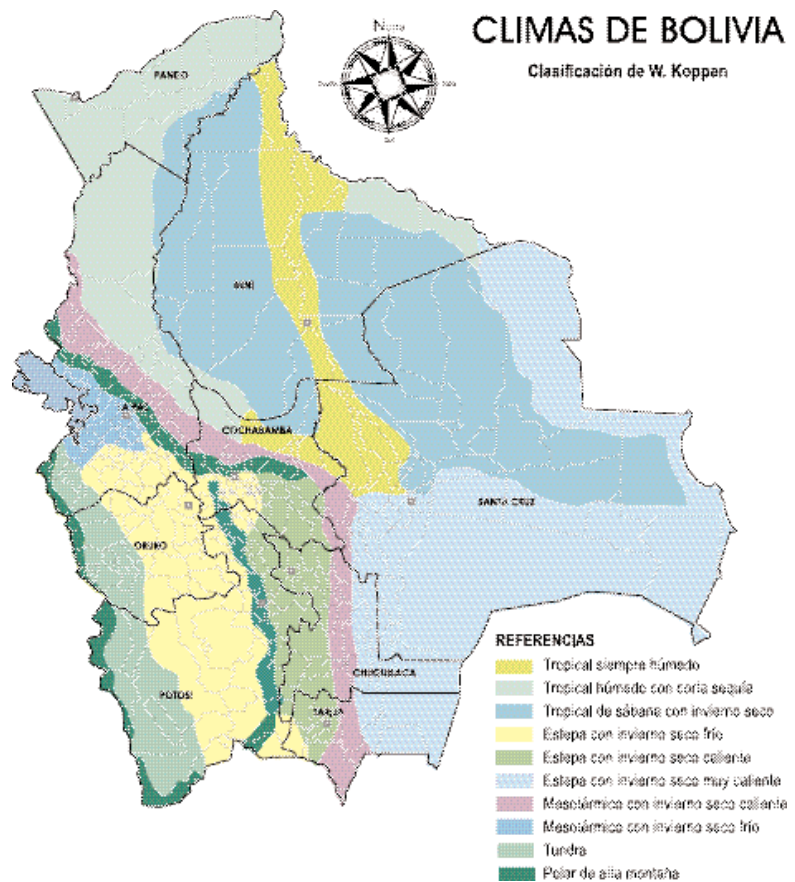 CLIMAS DE BOLIVIA
Clasificación de W. Koppen
PANDO
BENI
COCHABAMBA
SANTA CRUZ
ORURO
CHUQUISACA
POTOSI
TARIJA
REFERENCIAS
Tropical siempre húmedo
Tropical húmedo con corta sequía
Tropical de sábana con invierno seco
Estepa con invierno seco frío
Estepa con invierno seco caliente
Estepa con invierno seco muy caliente
Mesotérmico con invierno seco caliente
Mesotérmico con invierno seco frío
Tundra
Polar de alta montaña